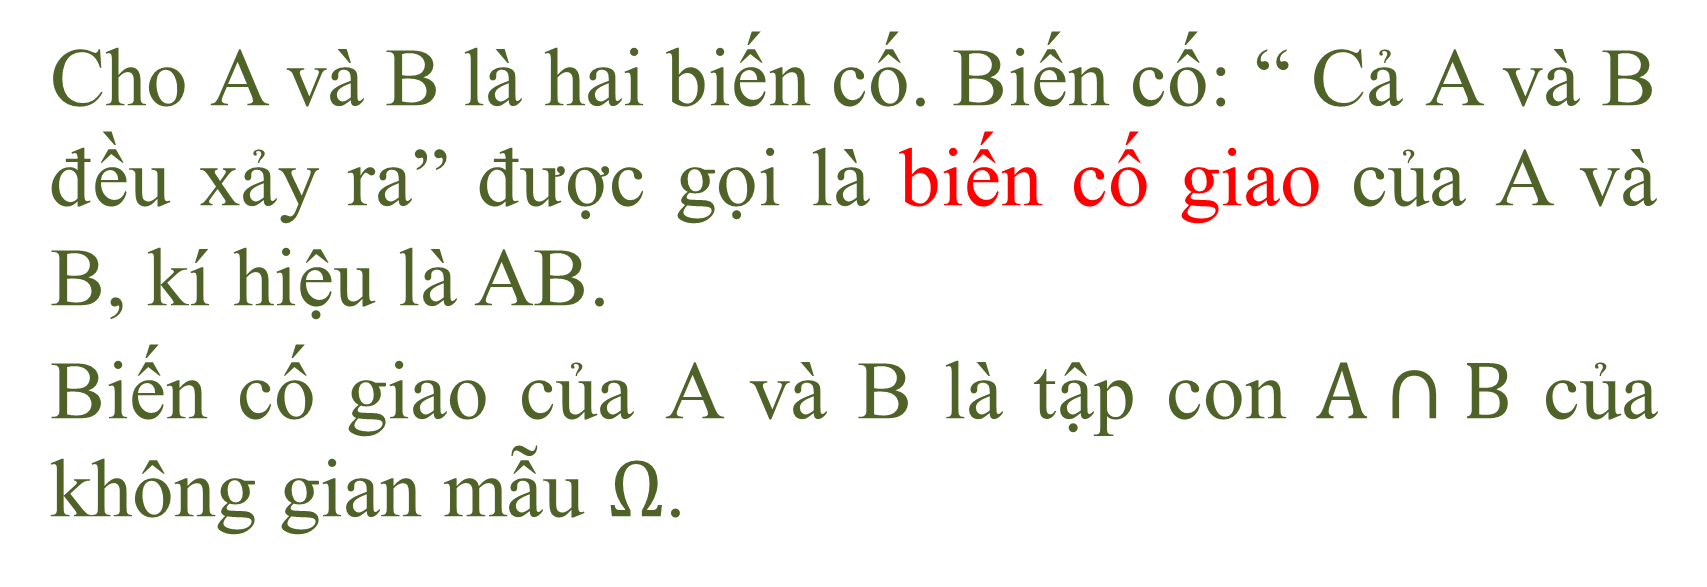 Cho A và B là hai biến cố. Biến cố: “ Cả A và B
đều xảy ra” được gọi là biến cố giao của A và
B, kí hiệu là AB.
Biến cố giao của A và B là tập con A ∩ B của
không gian mẫu Ω.